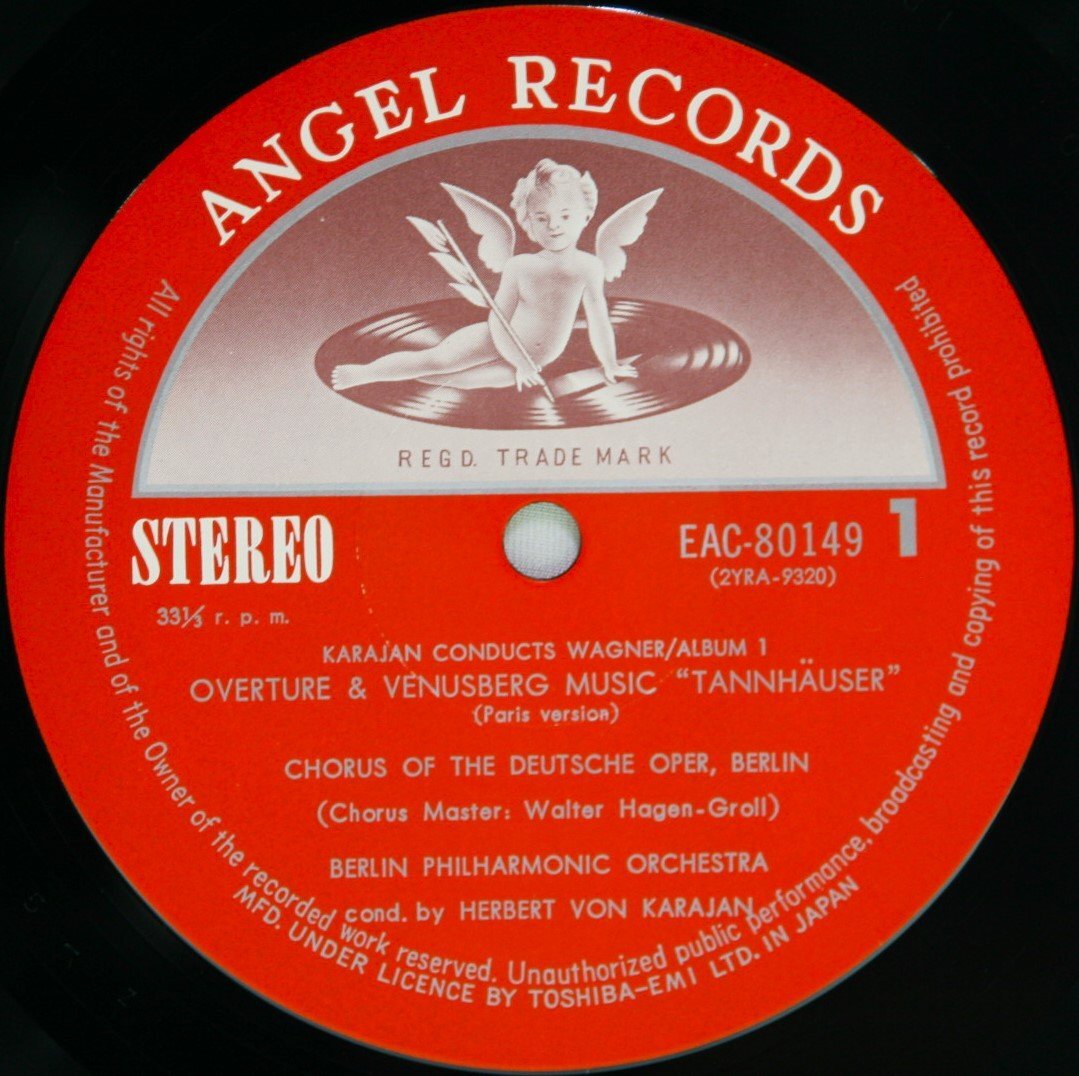 ANGEL RECORDS
REGD. TRADE MARK
STEREO
33⅓ r. p. m.
EAC-80149 1
(2YRA-9320)
KARAJAN CONDUCTS WAGNER/ALBUM 1
OVERTURE & VENUSBERG MUSIC “TANNHÄUSER”
(Paris version)
CHORUS OF THE DEUTSCHE OPER, BERLIN
(Chorus Master: Walter Hagen-Groll)
BERLIN PHILHARMONIC ORCHESTRA
cond. by HERBERT VON KARAJAN
All rights of the Manufacturer and of the Owner of the recorded work reserved. Unauthorized public performance, broadcasting and copying of this record prohibited
MFD. UNDER LICENCE BY TOSHIBA-EMI LTD. IN JAPAN